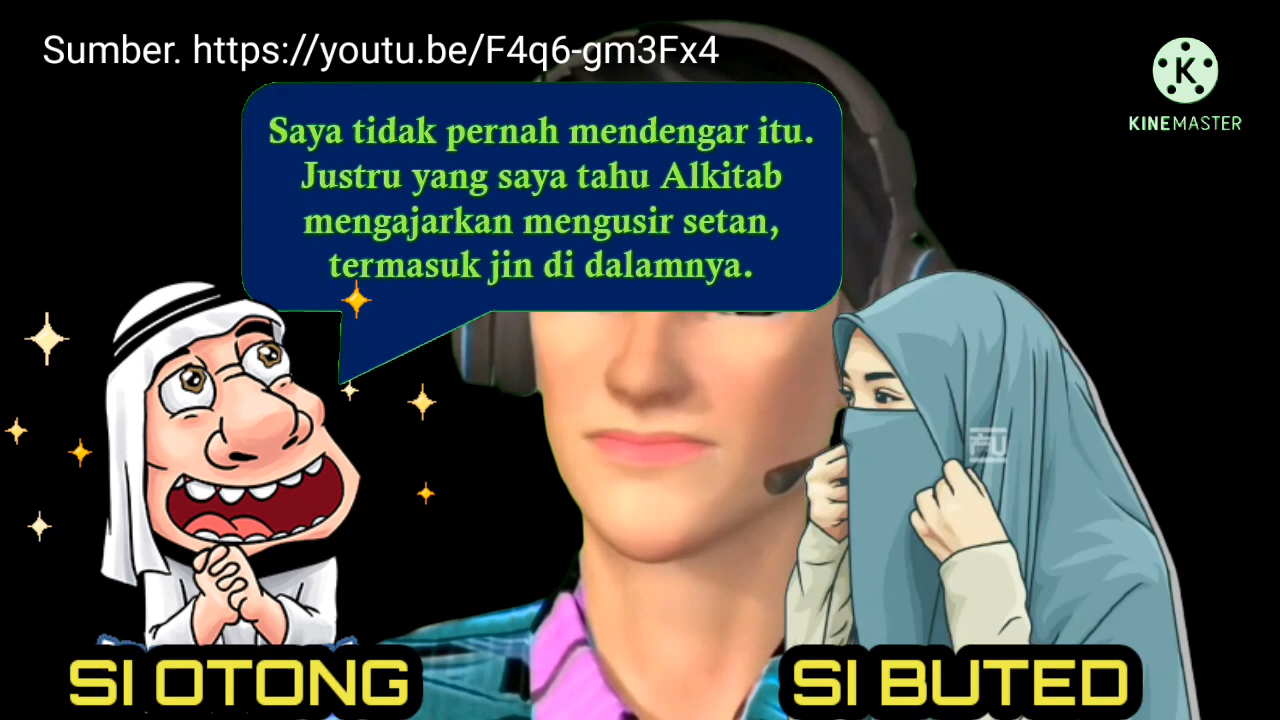 Sumber. https://youtu.be/F4q6-gm3Fx4
KINEMASTER
Saya tidak pernah mendengar itu.
Justru yang saya tahu Alkitab
mengajarkan mengusir setan,
termasuk jin di dalamnya.
SI OTONG
SI BUTED